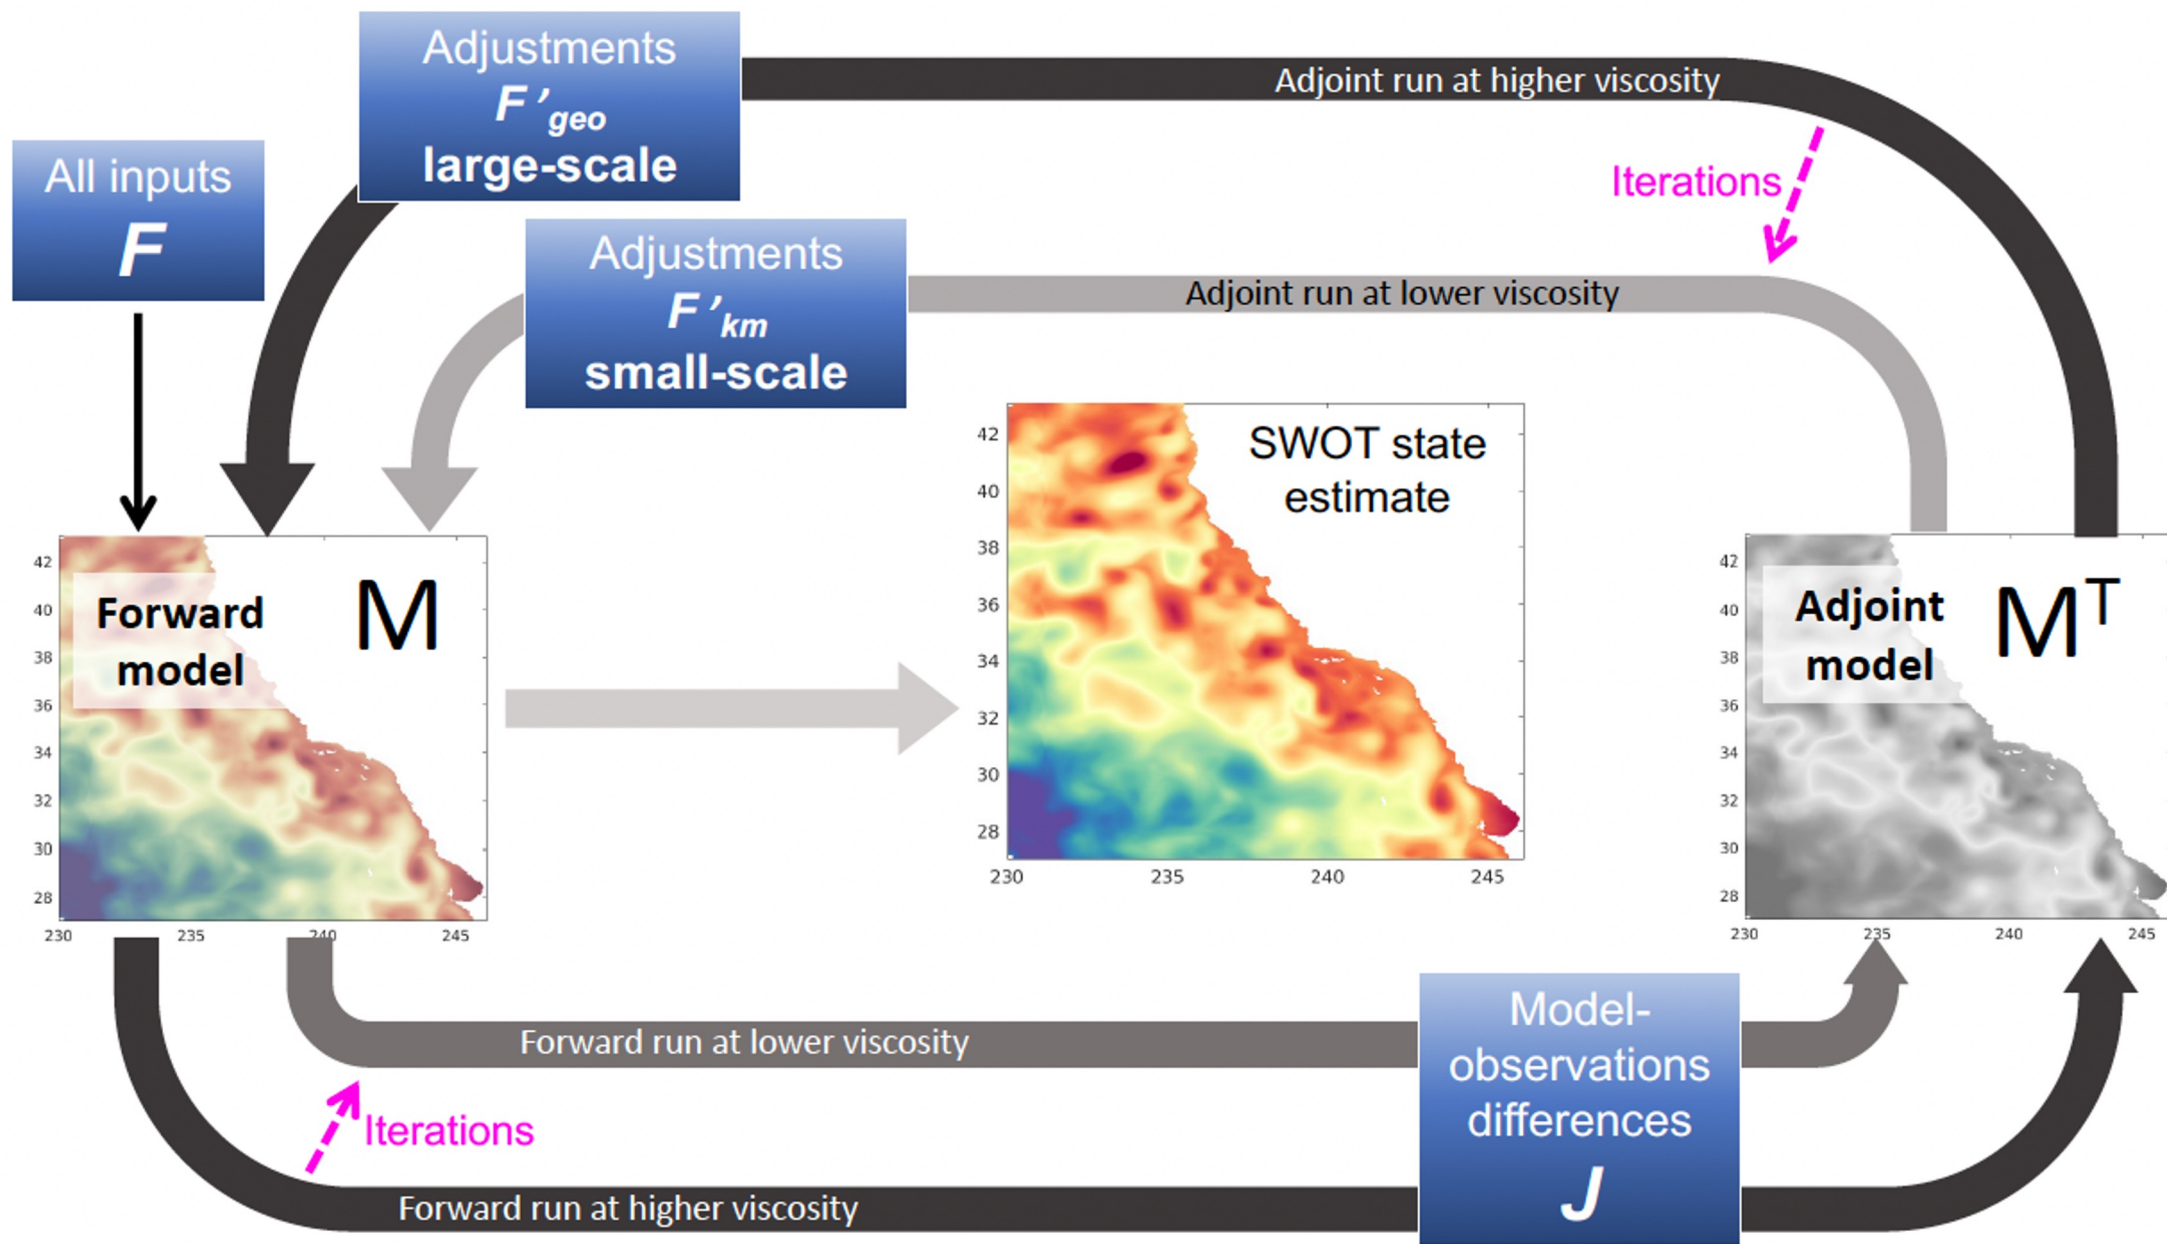 Adjustments
F'geo
large-scale
Adjoint run at higher viscosity
All inputs
F
Iterations
Adjustments
F'km
small-scale
Adjoint run at lower viscosity
SWOT state
estimate
42
40
38
36
34
32
30
28
230
235
240
245
Forward
model
M
42
40
38
36
34
32
30
28
230
235
240
245
Adjoint
model
MT
42
40
38
36
34
32
30
28
230
235
240
245
Model-
observations
differences
J
Forward run at lower viscosity
Iterations
Forward run at higher viscosity